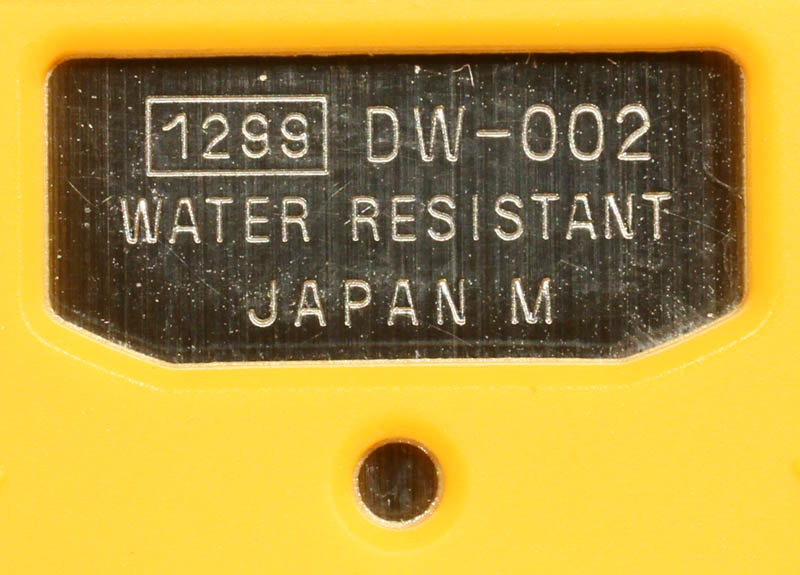 1299 DW-002
WATER RESISTANT
JAPAN M